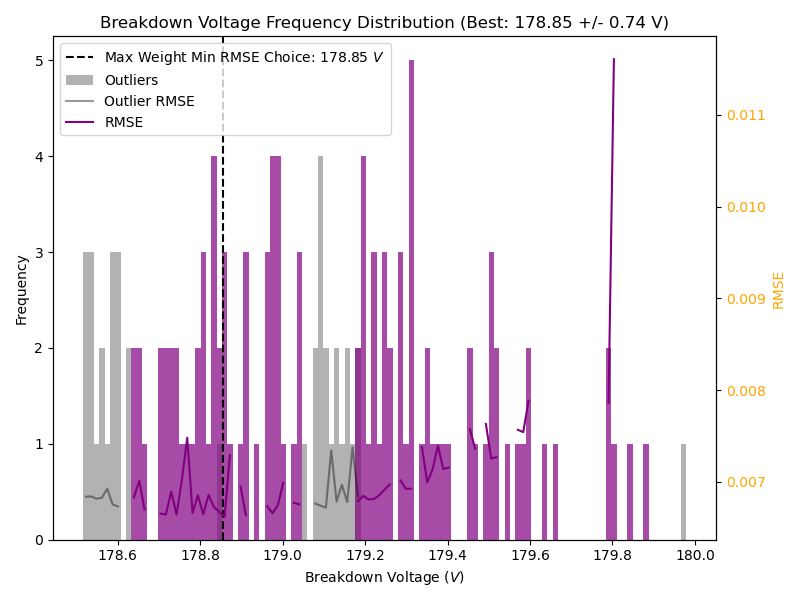 Breakdown Voltage Frequency Distribution (Best: 178.85 +/- 0.74 V)
Max Weight Min RMSE Choice: 178.85 V
Outliers
Outlier RMSE
RMSE
5
4
3
2
1
0
Frequency
0.011
0.010
0.009
0.008
0.007
RMSE
178.6 178.8 179.0 179.2 179.4 179.6 179.8 180.0
Breakdown Voltage (V)